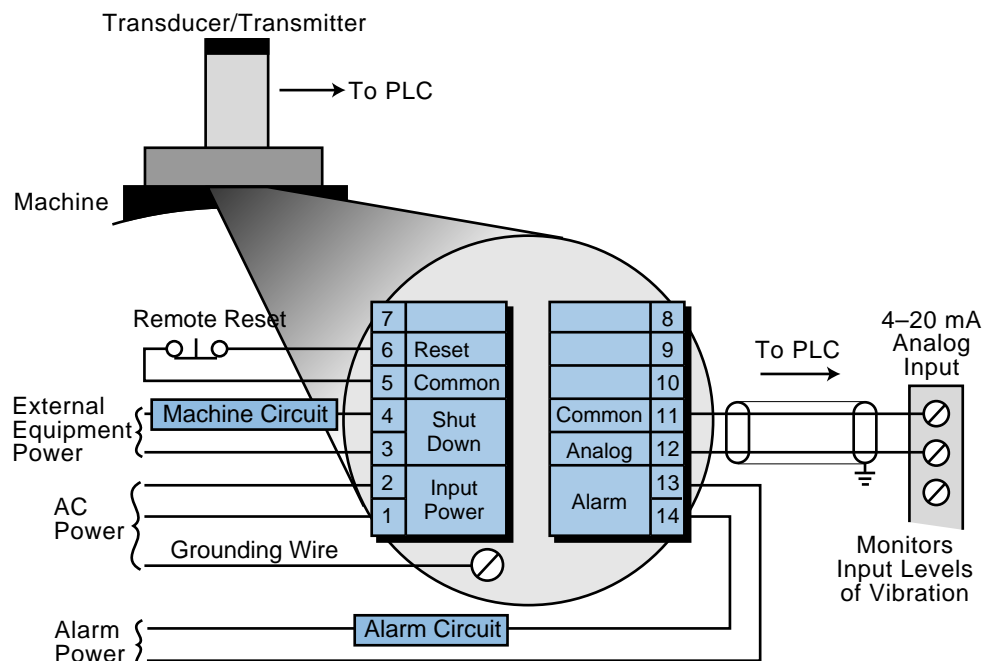 Transducer/Transmitter
To PLC
Machine
Remote Reset
7
6 Reset
5 Common
4
3
Shut
Down
2
1
Input
Power
8
9
10
Common 11
Analog 12
13
14
Alarm
To PLC
4–20 mA
Analog
Input
External
Equipment
Power
Machine Circuit
AC
Power
Grounding Wire
Monitors
Input Levels
of Vibration
Alarm
Power
Alarm Circuit